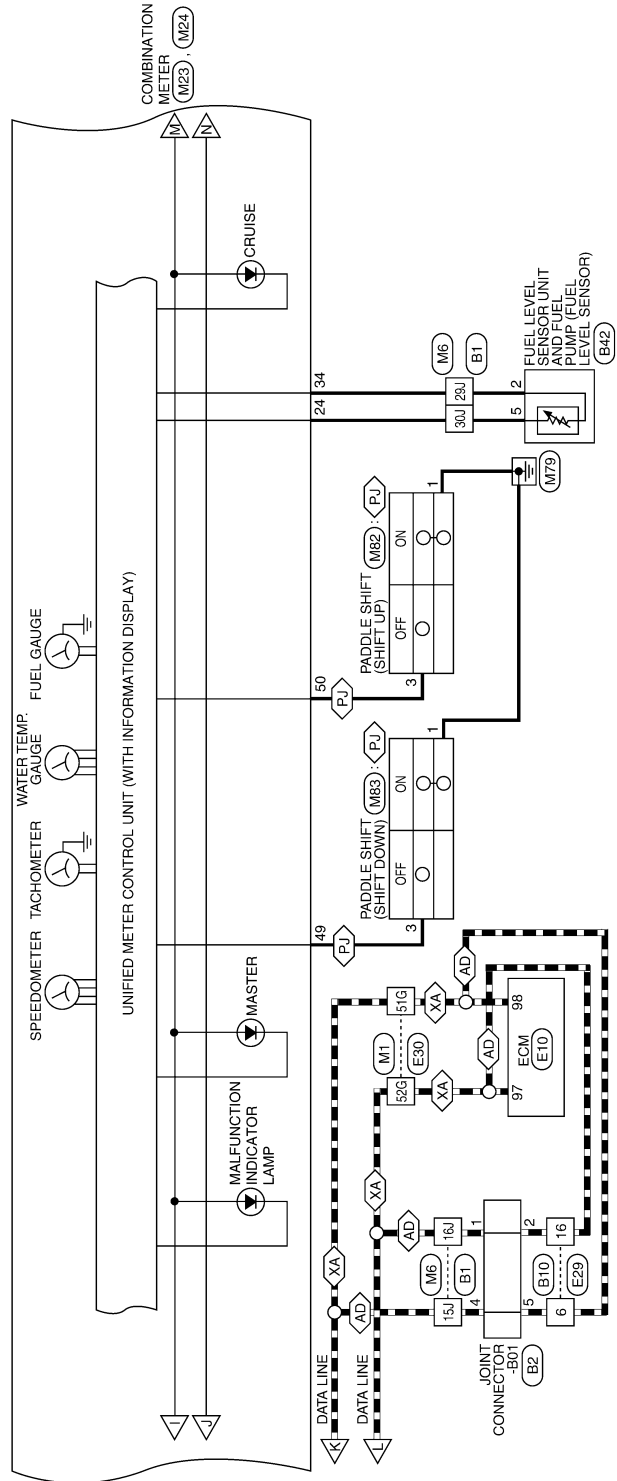 COMBINATION
METER
M23 , M24
SPEEDOMETER
TACHOMETER
WATER TEMP.
GAUGE
FUEL GAUGE
UNIFIED METER CONTROL UNIT (WITH INFORMATION DISPLAY)
I
J
M
N
MALFUNCTION
INDICATOR
LAMP
MASTER
CRUISE
49
PJ
50
PJ
24
34
K
DATA LINE
L
DATA LINE
XA
XA
AD
AD
15J
16J
M6
B1
4
1
JOINT
CONNECTOR
-B01
B2
5
2
6
16
B10
E29
52G
51G
M1
E30
XA
XA
AD
AD
97
98
ECM
E10
PADDLE SHIFT
(SHIFT DOWN)
M83 : PJ
OFF
ON
3
1
PADDLE SHIFT
(SHIFT UP)
M82 : PJ
OFF
ON
3
1
M79
30J
29J
M6
B1
5
2
FUEL LEVEL
SENSOR UNIT
AND FUEL
PUMP (FUEL
LEVEL SENSOR)
B42